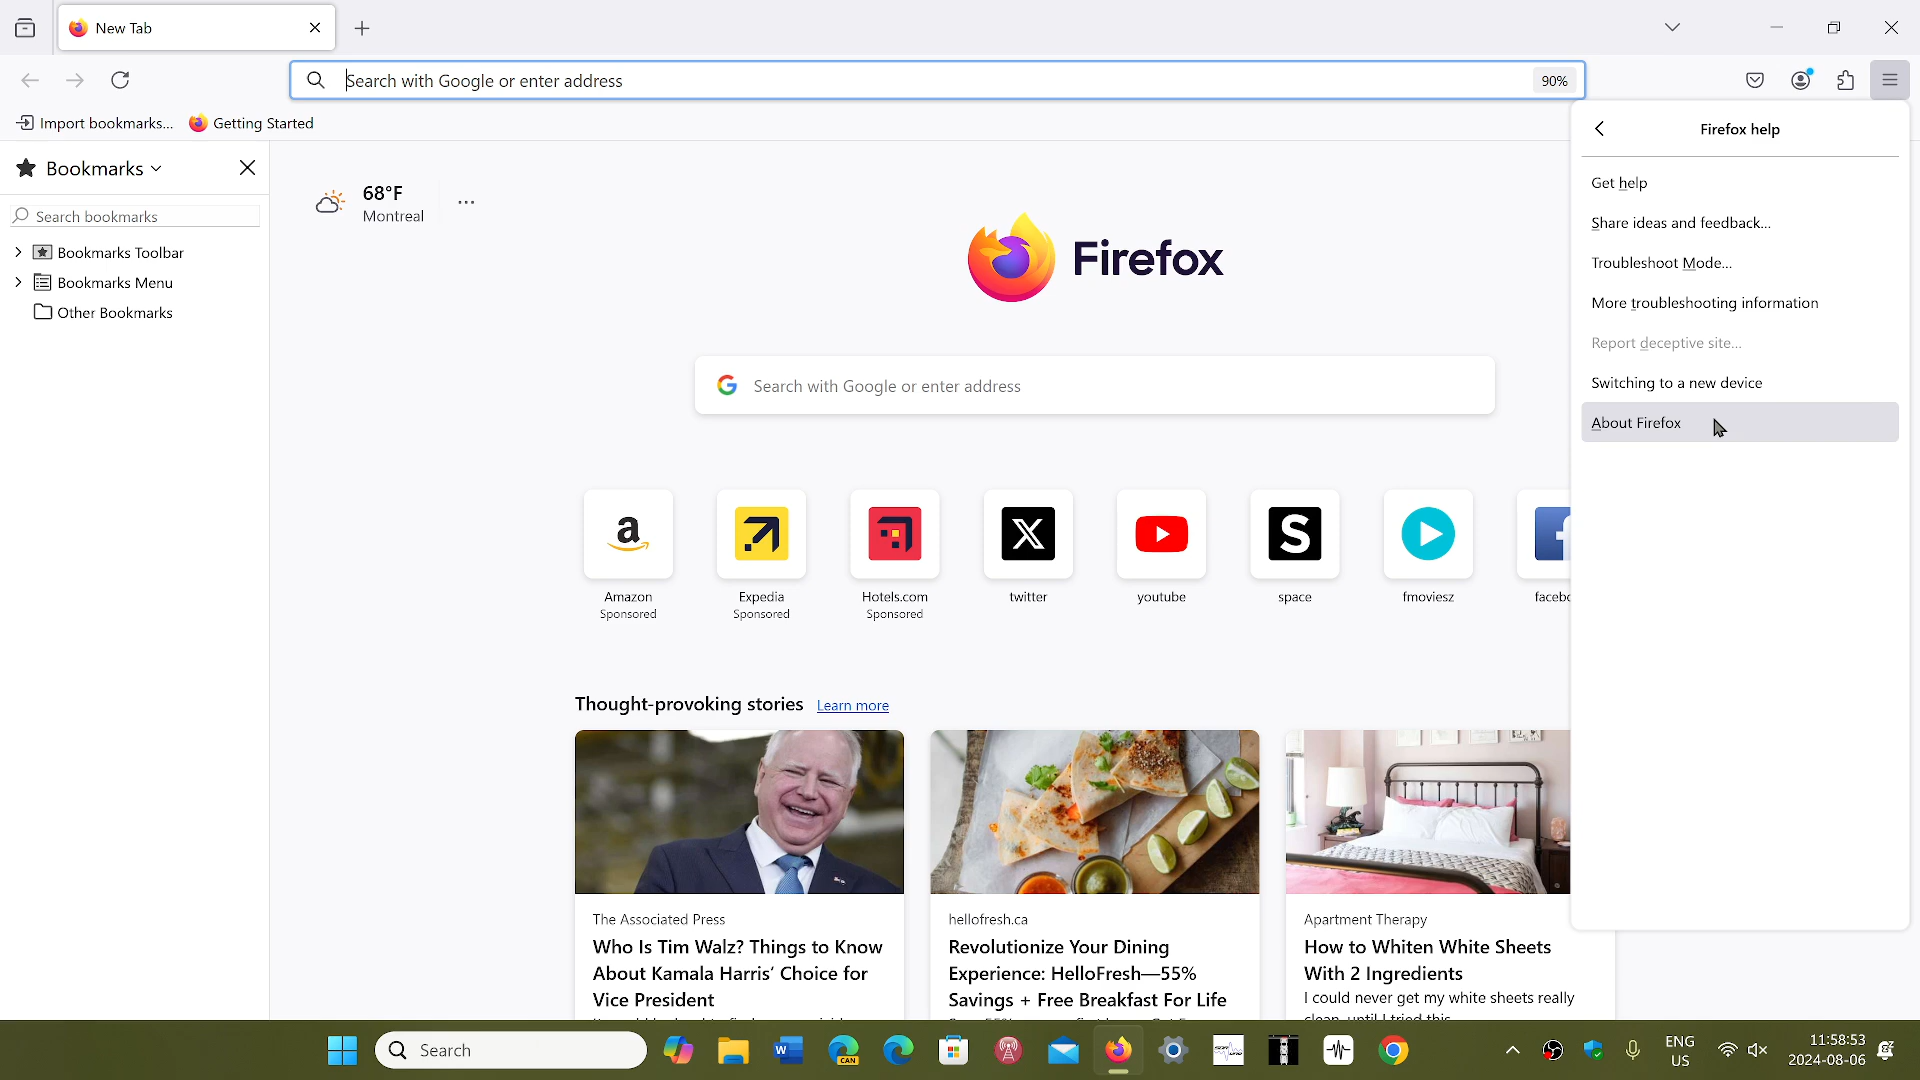 New Tab
Search with Google or enter address
90%
Import bookmarks...
Getting Started
Bookmarks
Search bookmarks
Bookmarks Toolbar
Bookmarks Menu
Other Bookmarks
68°F
Montreal
Firefox
Search with Google or enter address
a
Amazon
Sponsored
Expedia
Sponsored
Hotels.com
Sponsored
X
twitter
youtube
S
space
fmoviesz
f
facebo
Thought-provoking stories Learn more
The Associated Press
Who Is Tim Walz? Things to Know
About Kamala Harris' Choice for
Vice President
hellofresh.ca
Revolutionize Your Dining
Experience: HelloFresh—55%
Savings + Free Breakfast For Life
Apartment Therapy
How to Whiten White Sheets
With 2 Ingredients
I could never get my white sheets really
clean, until I tried this
Firefox help
Get help
Share ideas and feedback...
Troubleshoot Mode...
More troubleshooting information
Report deceptive site...
Switching to a new device
About Firefox
Search
W
CAN
ENG
US
11:58:53
2024-08-06